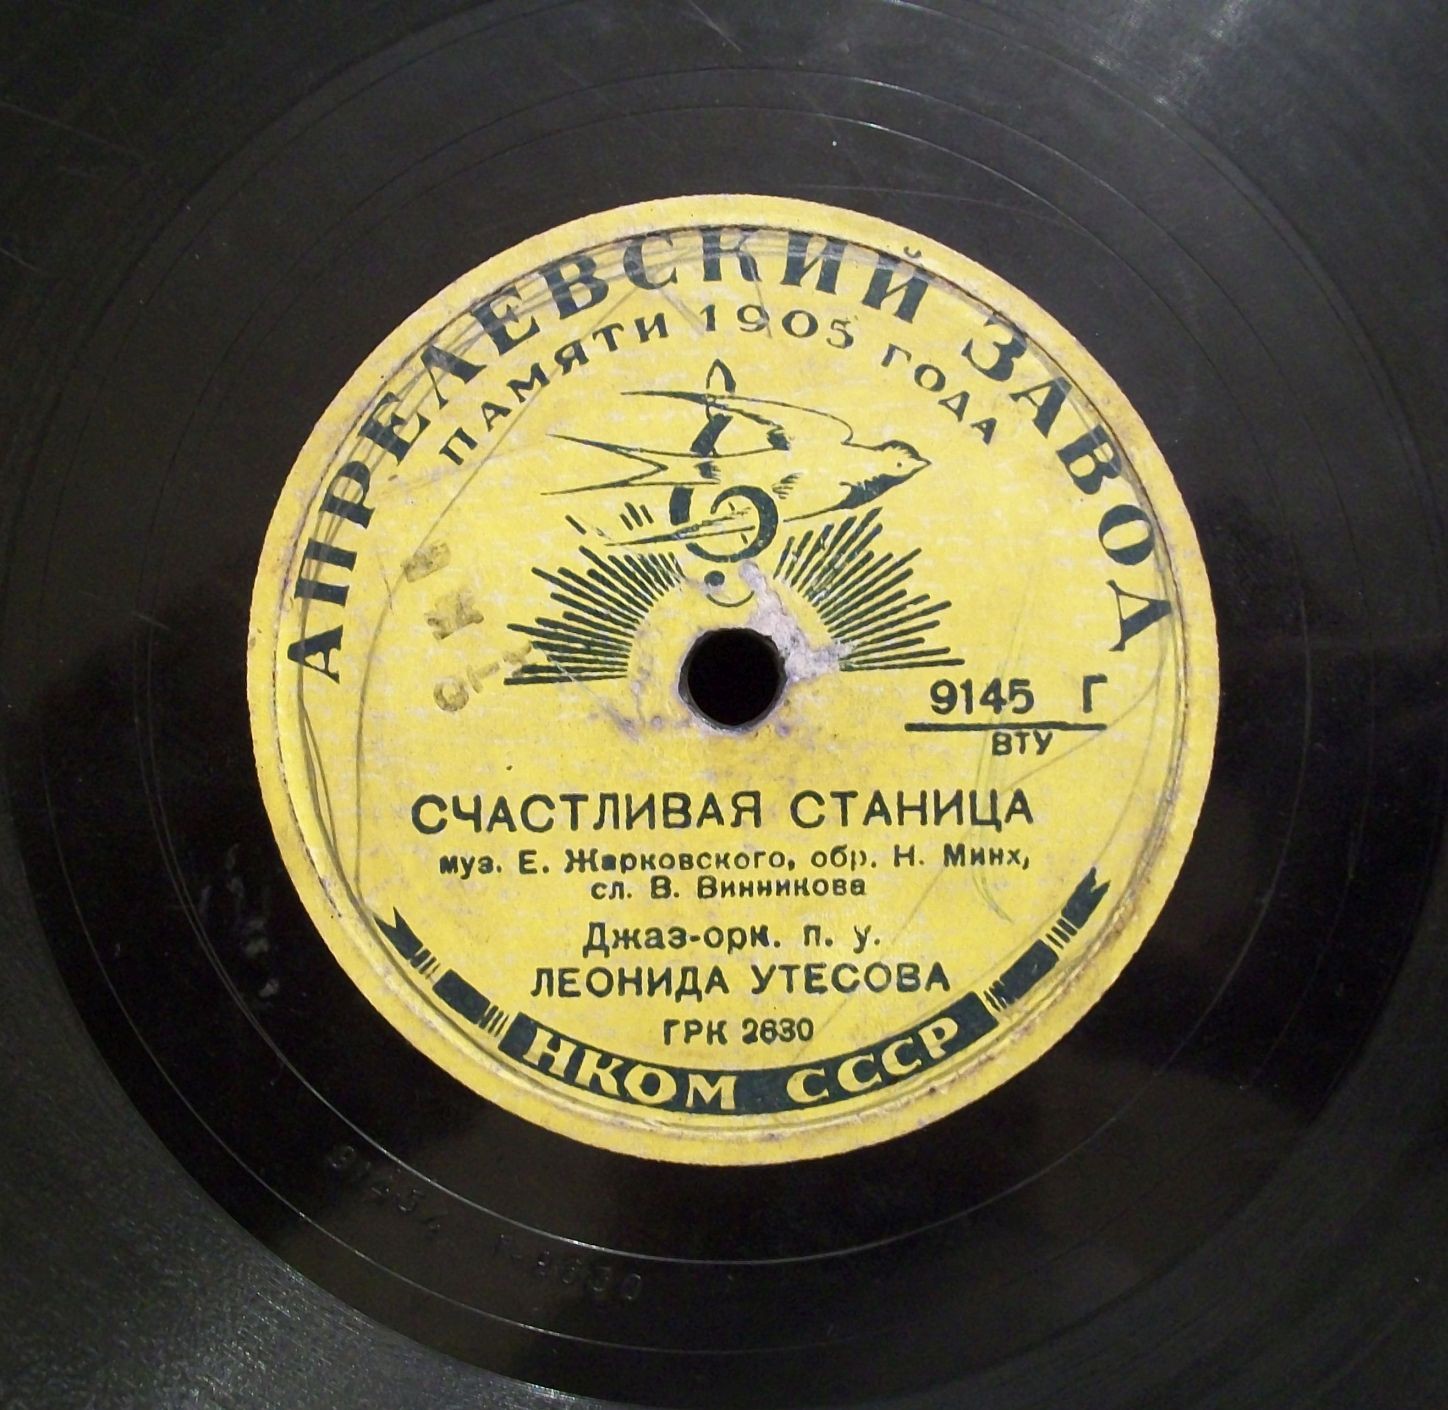 АПРЕЛЕВСКИЙ ЗАВОД
ПАМЯТИ 1905 ГОДА
9145 Г
ВТУ
СЧАСТЛИВАЯ СТАНИЦА
муз. Е. Жарковского, обр. Н. Минх,
сл. В. Винникова
Джаз-орк. п. у.
ЛЕОНИДА УТЕСОВА
ГРК 2630
НКОМ СССР